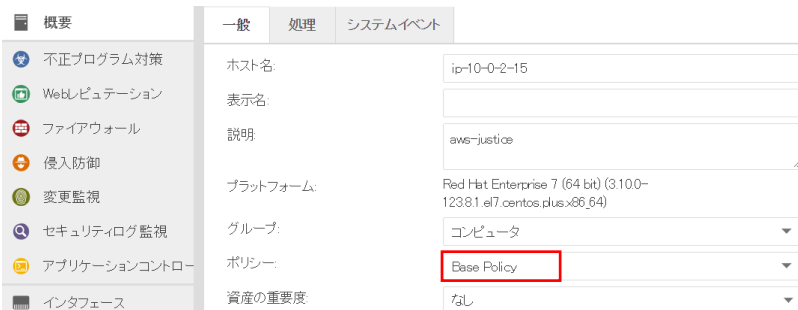 概要
不正プログラム対策
Webレピュテーション
ファイアウォール
侵入防御
変更監視
セキュリティログ監視
アプリケーションコントロー
インタフェース
一般 処理 システムイベント
ホスト名: ip-10-0-2-15
表示名:
説明: aws-justice
プラットフォーム: Red Hat Enterprise 7 (64 bit) (3.10.0-
123.8.1.el7.centos.plus.x86_64)
グループ: コンピュータ
ポリシー: Base Policy
資産の重要度: なし